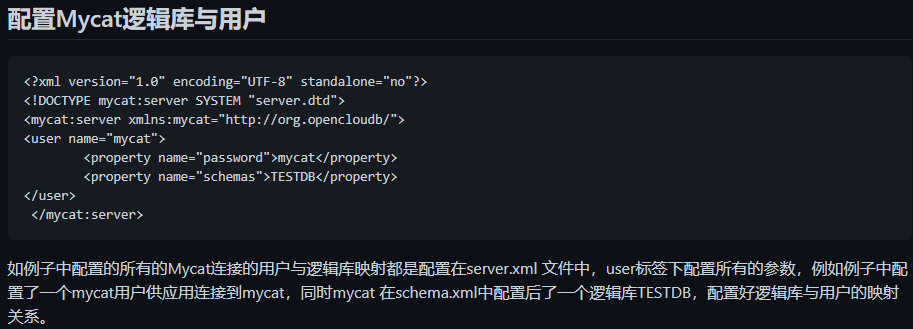 配置Mycat逻辑库与用户
<?xml version="1.0" encoding="UTF-8" standalone="no"?>
<!DOCTYPE mycat:server SYSTEM "server.dtd">
<mycat:server xmlns:mycat="http://org.opencloudb/">
<user name="mycat">
        <property name="password">mycat</property>
        <property name="schemas">TESTDB</property>
</user>
 </mycat:server>
如例子中配置的所有的Mycat连接的用户与逻辑库映射都是配置在server.xml 文件中，user标签下配置所有的参数，例如例子中配
置了一个mycat用户供应用连接到mycat，同时mycat 在schema.xml中配置后了一个逻辑库TESTDB，配置好逻辑库与用户的映射
关系。